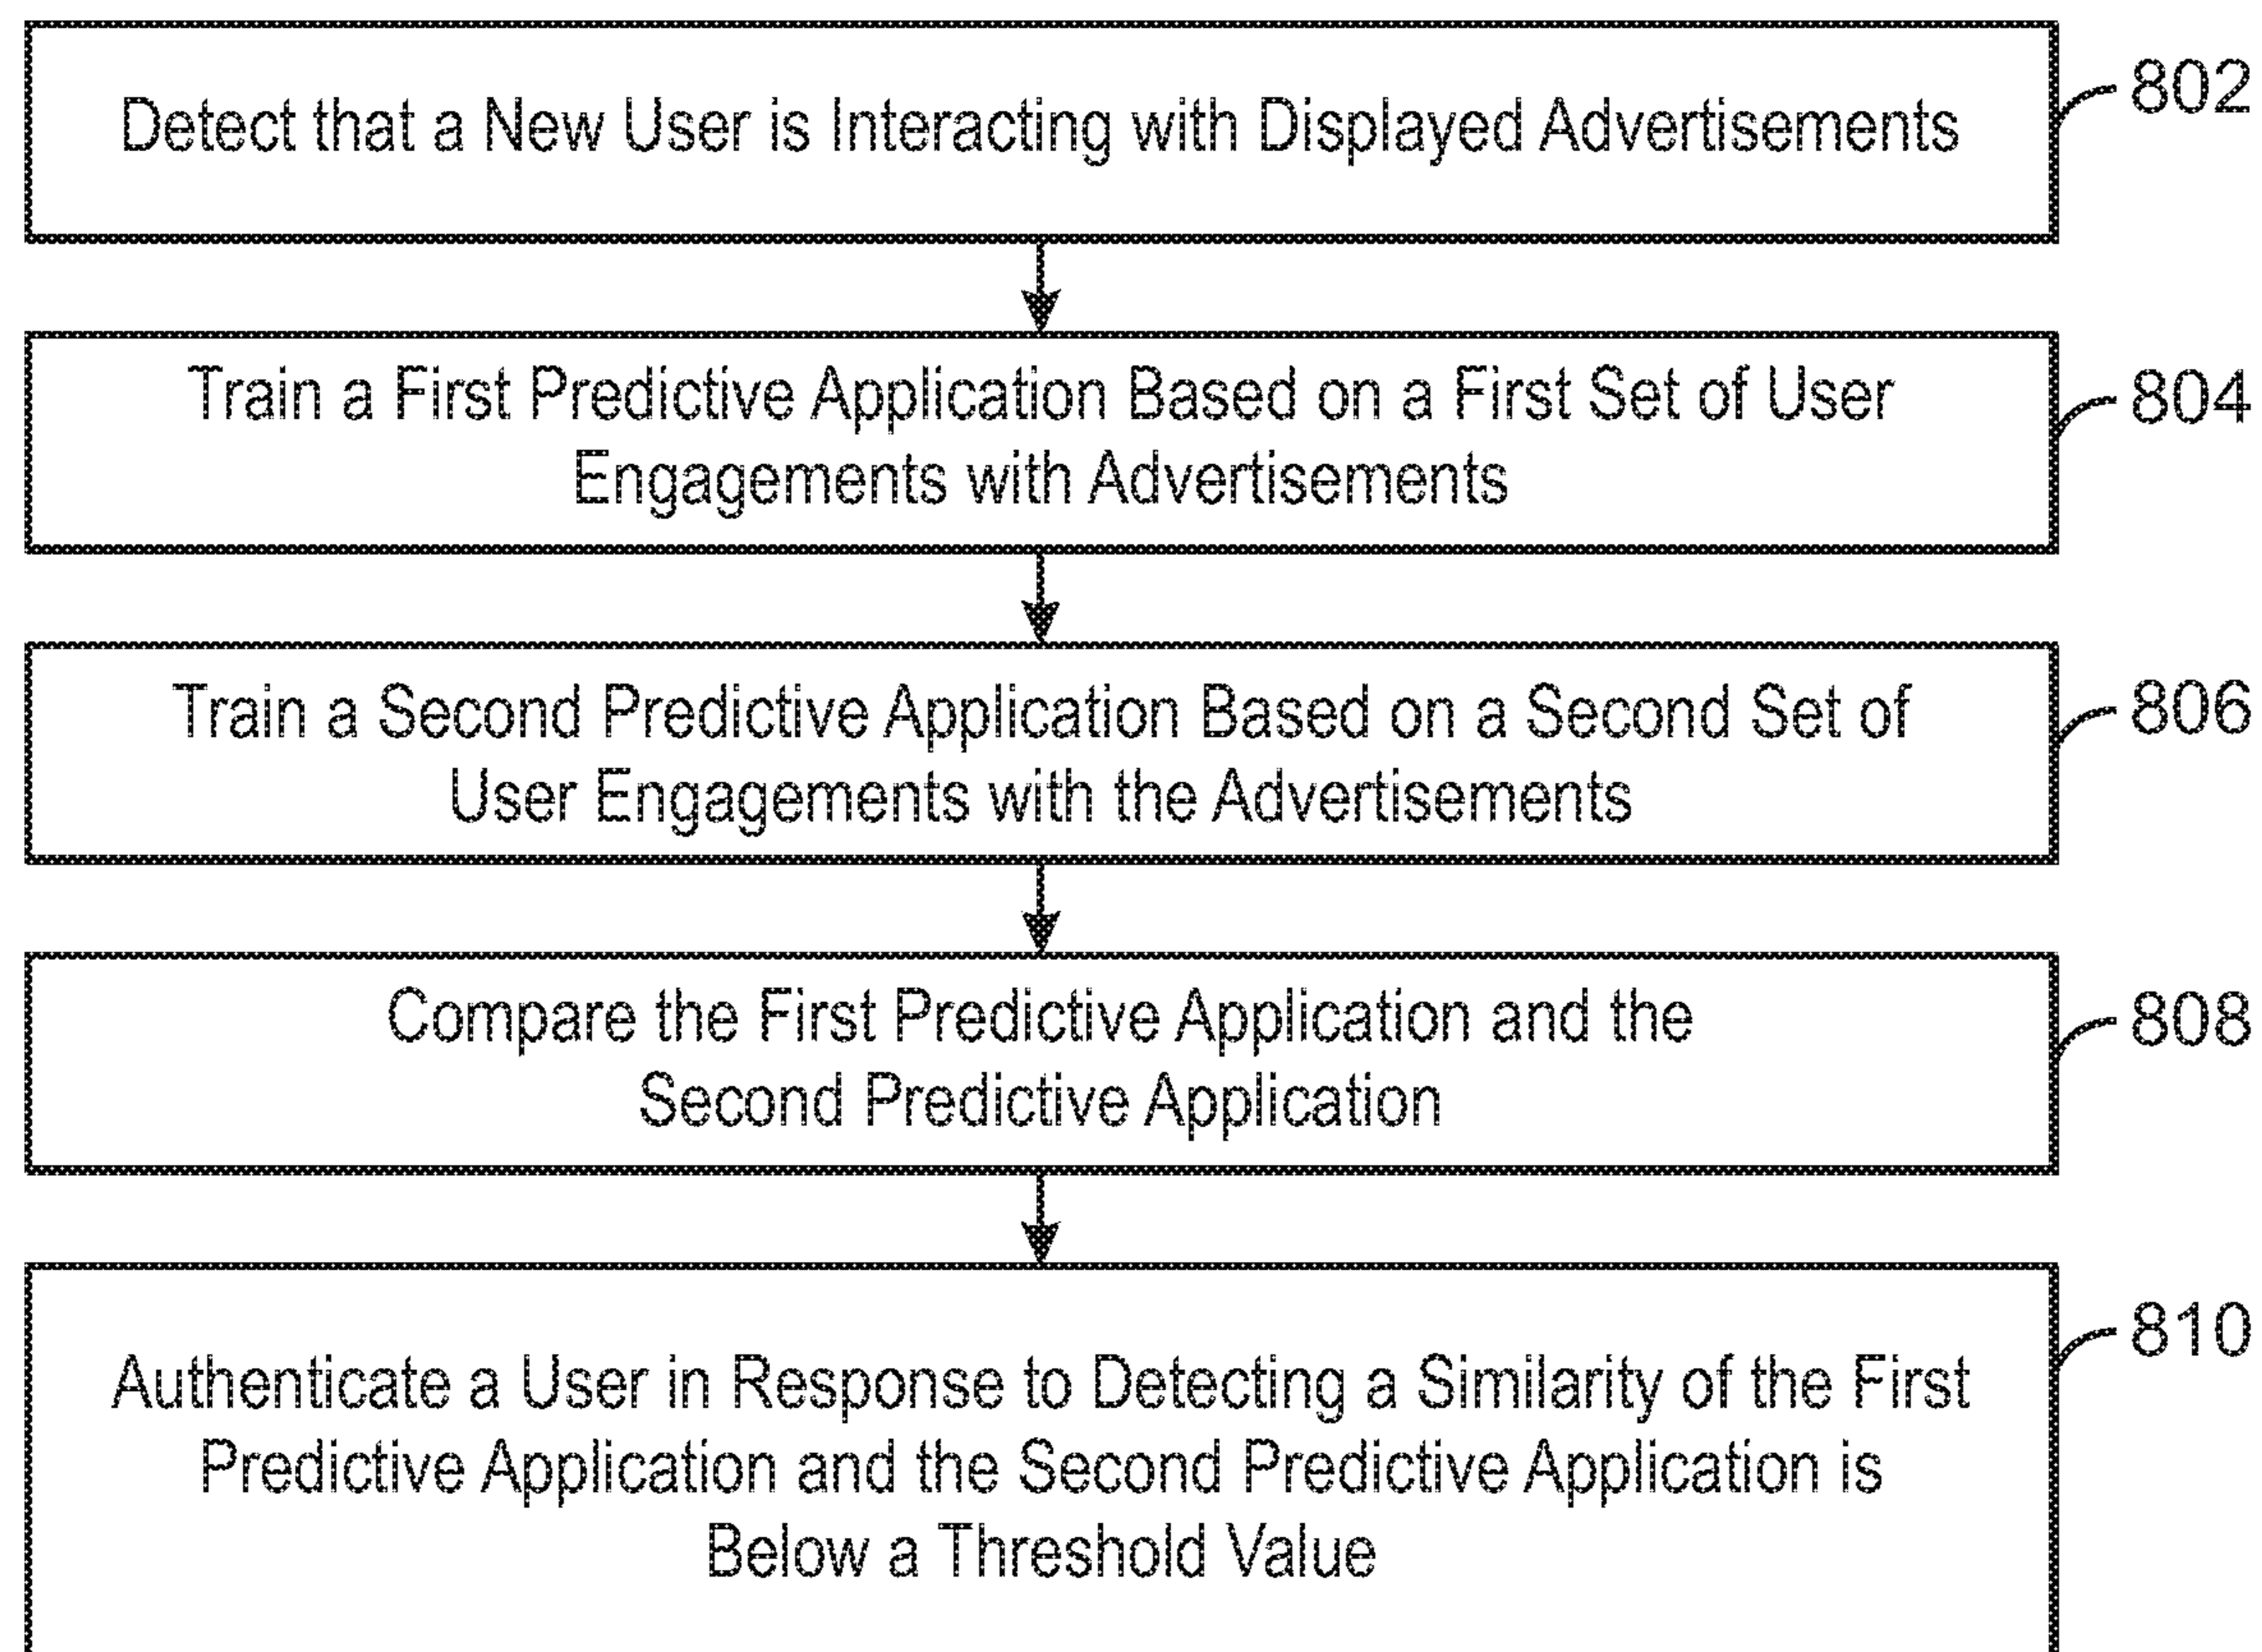 Detect that a New User is Interacting with Displayed Advertisements
802
Train a First Predictive Application Based on a First Set of User
Engagements with Advertisements
804
Train a Second Predictive Application Based on a Second Set of
User Engagements with the Advertisements
806
Compare the First Predictive Application and the
Second Predictive Application
808
Authenticate a User in Response to Detecting a Similarity of the First
Predictive Application and the Second Predictive Application is
Below a Threshold Value
810